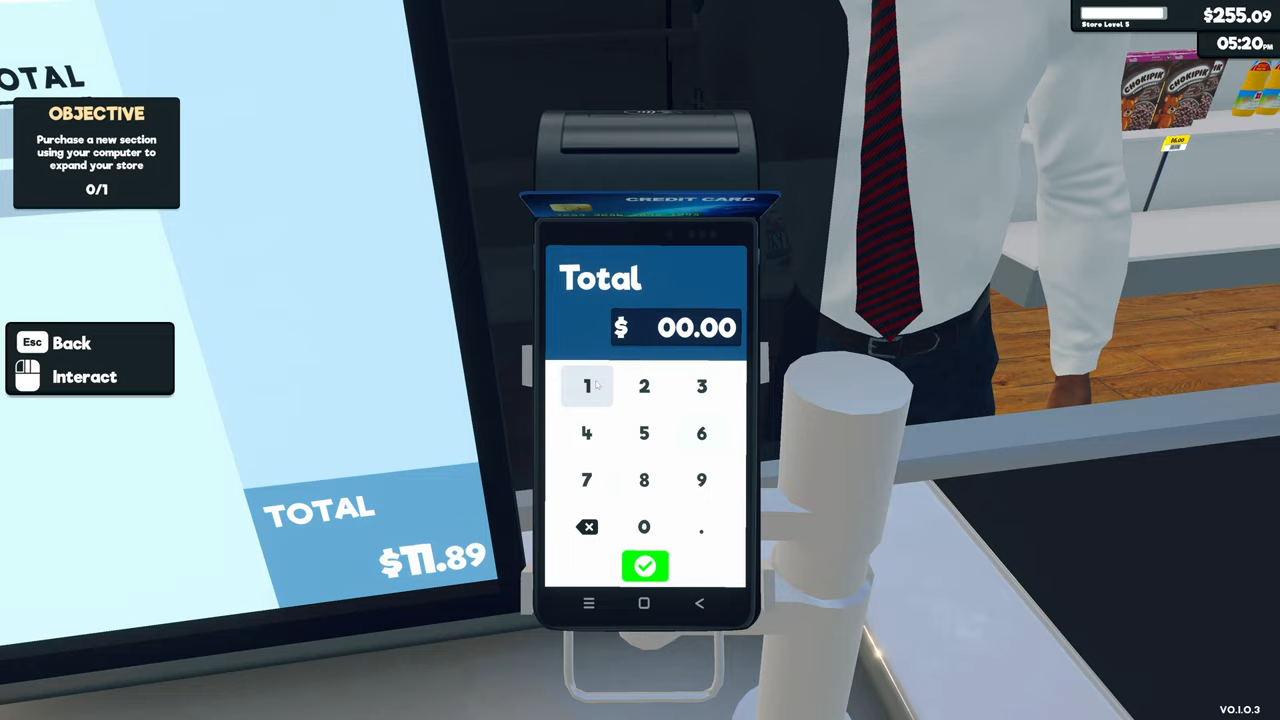 Store Level 5
$255.09
05:20PM
OTAL
OBJECTIVE
Purchase a new section
using your computer to
expand your store
0/1
Esc Back
Interact
CREDIT CARD
Total
$ 00.00
1 2 3
4 5 6
7 8 9
0 .
TOTAL
$11.89
CHOKIPIK
CHOKIPIK
V0.1.0.3